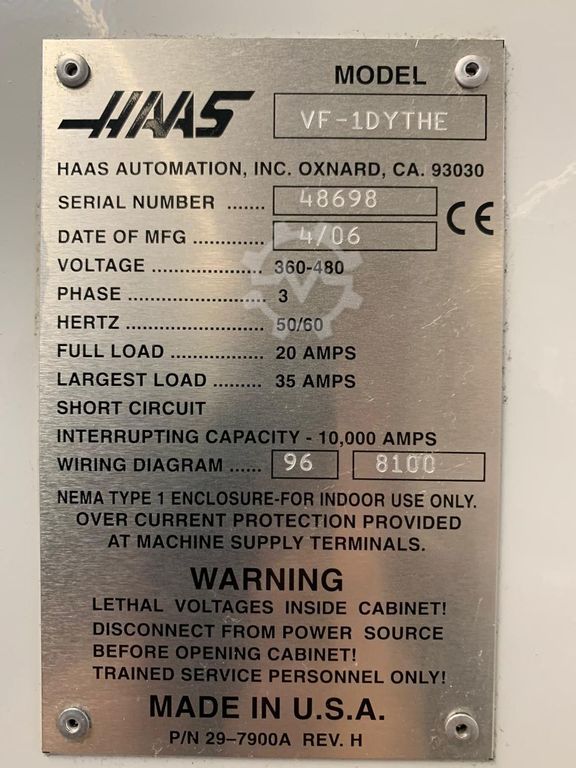 MODEL
HAAS VF-1DYTHE
HAAS AUTOMATION, INC. OXNARD, CA. 93030
SERIAL NUMBER ....... 48698
CE
DATE OF MFG ............. 4/06
VOLTAGE .................... 360-480
PHASE ......................... 3
HERTZ ......................... 50/60
FULL LOAD ................. 20 AMPS
LARGEST LOAD ......... 35 AMPS
SHORT CIRCUIT
INTERRUPTING CAPACITY - 10,000 AMPS
WIRING DIAGRAM ...... 96 8100
NEMA TYPE 1 ENCLOSURE-FOR INDOOR USE ONLY.
OVER CURRENT PROTECTION PROVIDED
AT MACHINE SUPPLY TERMINALS.
WARNING
LETHAL VOLTAGES INSIDE CABINET!
DISCONNECT FROM POWER SOURCE
BEFORE OPENING CABINET!
TRAINED SERVICE PERSONNEL ONLY!
MADE IN U.S.A.
P/N 29-7900A REV. H